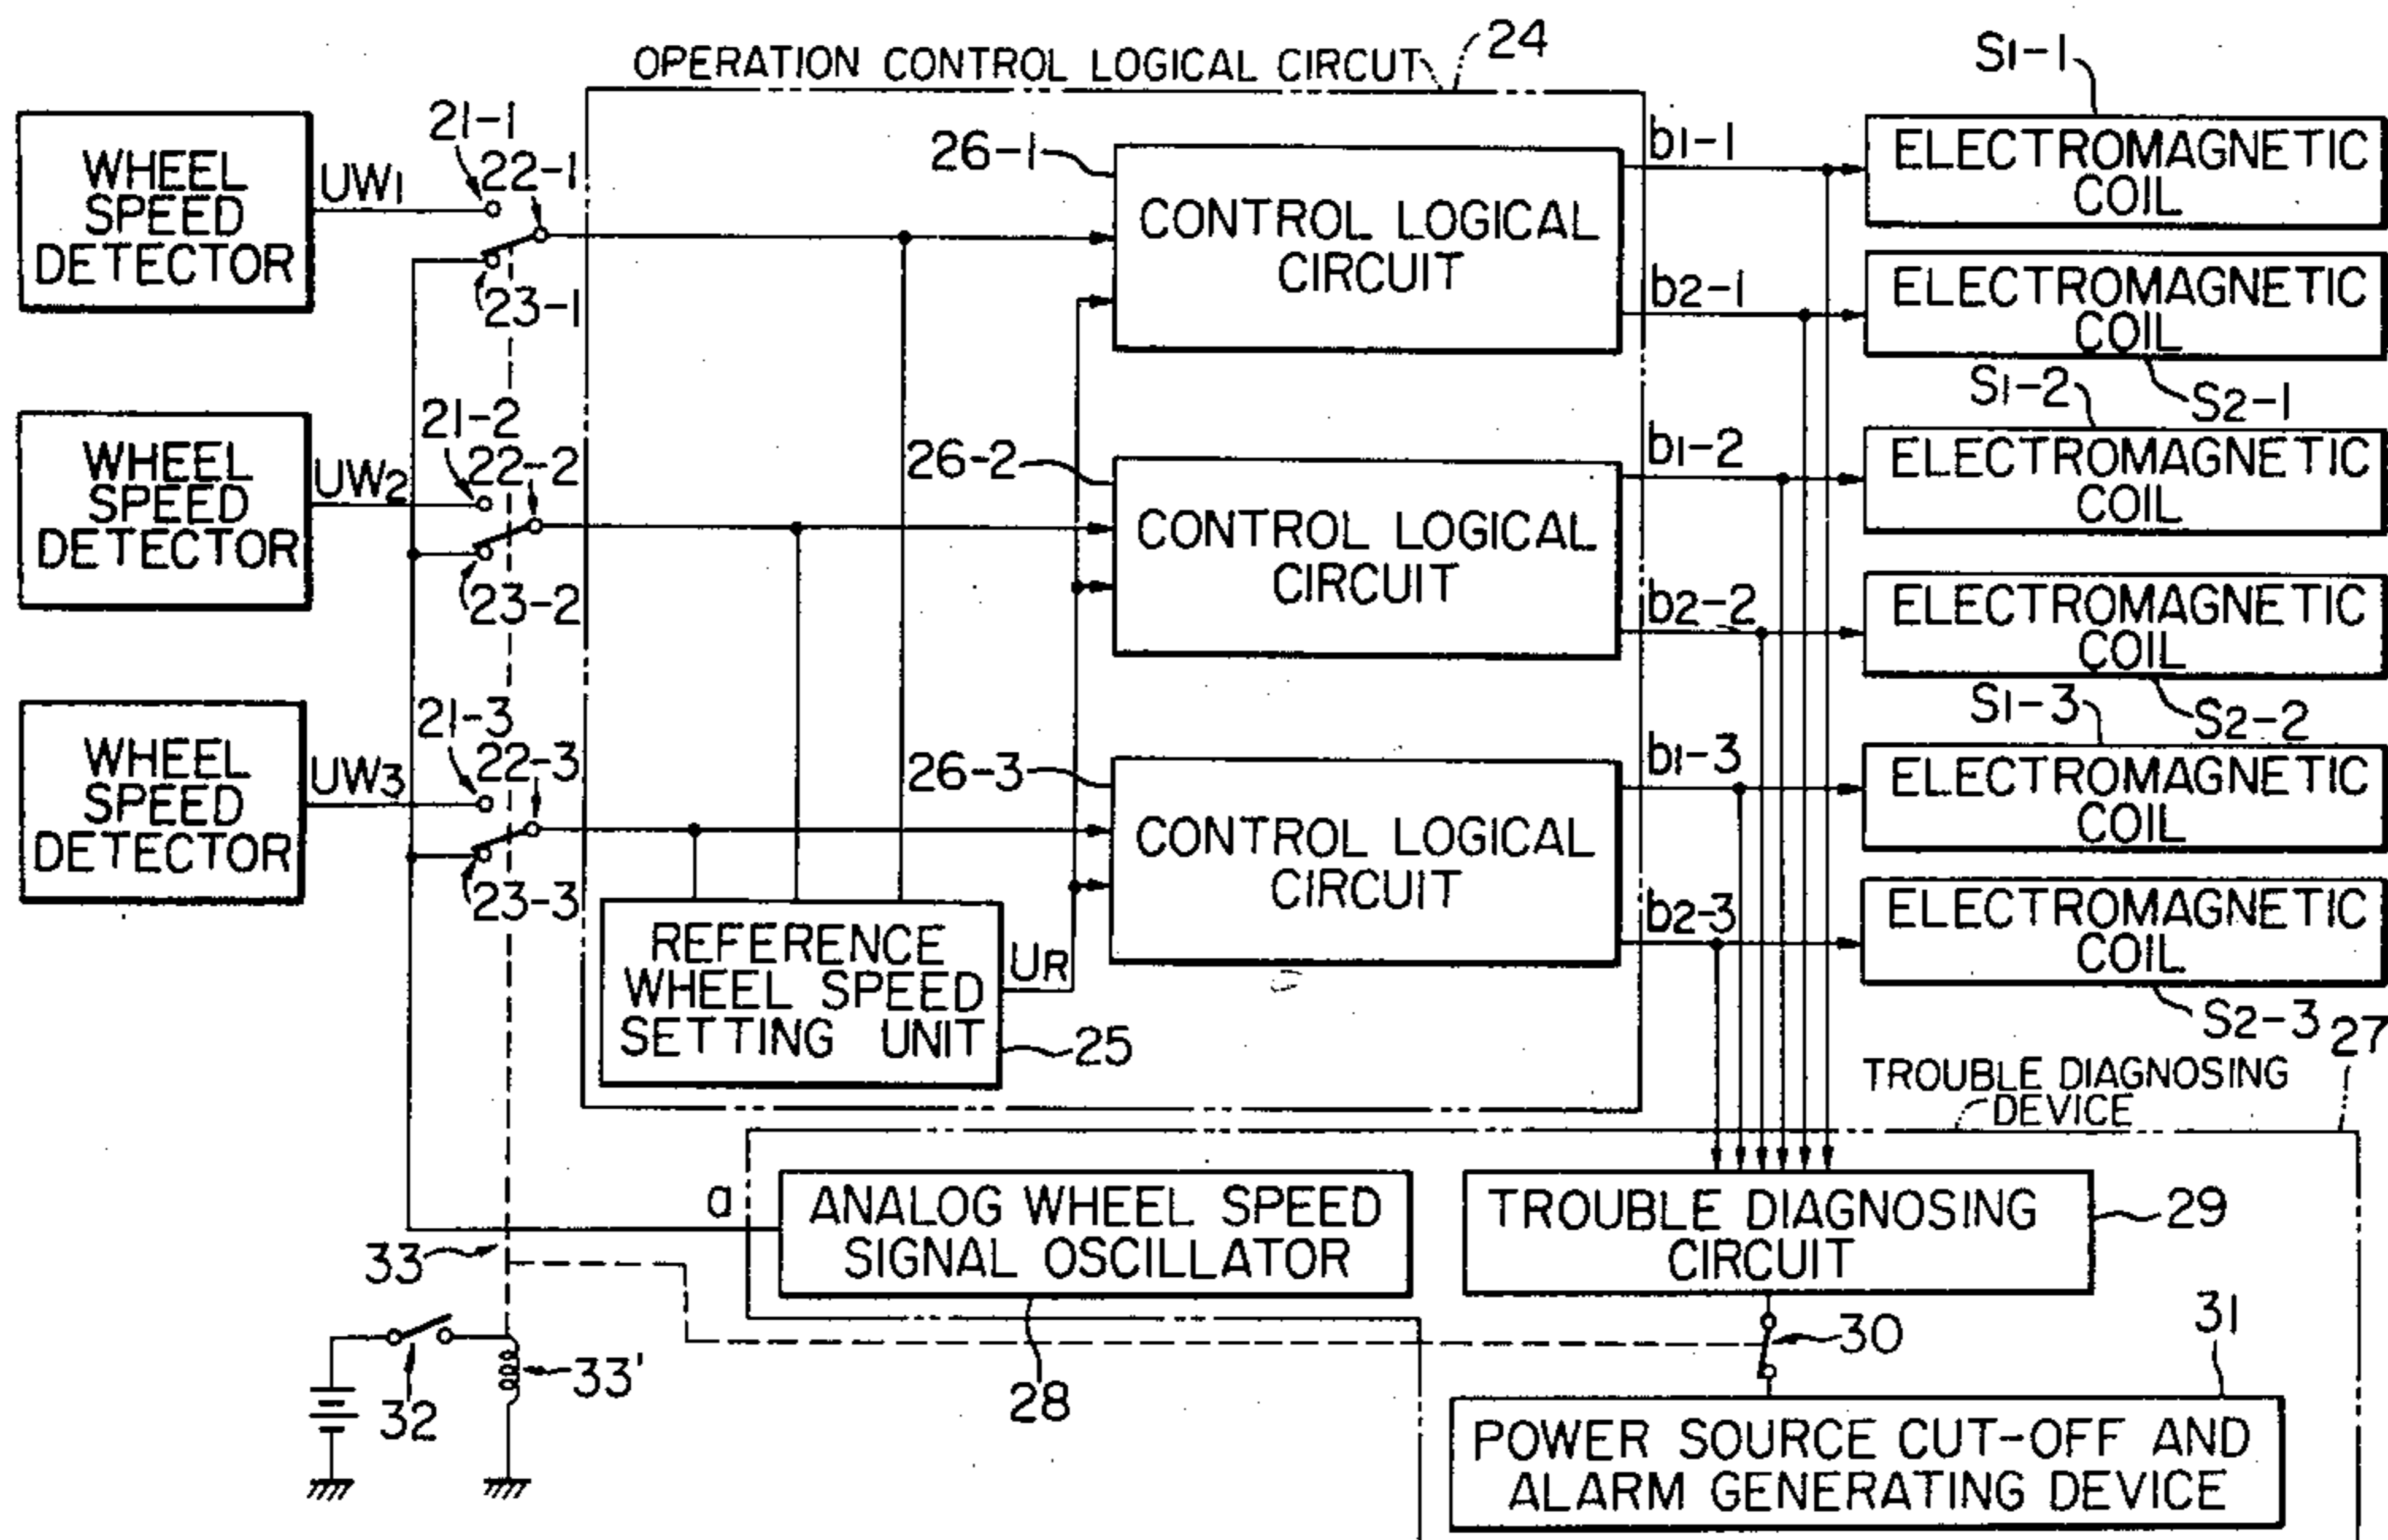 OPERATION CONTROL LOGICAL CIRCUT
24
S1-1
WHEEL
SPEED
DETECTOR
UW1
21-1
22-1
23-1
26-1
CONTROL LOGICAL
CIRCUIT
b1-1
b2-1
ELECTROMAGNETIC
COIL
ELECTROMAGNETIC
COIL
S2-1
S1-2
WHEEL
SPEED
DETECTOR
UW2
21-2
22-2
23-2
26-2
CONTROL LOGICAL
CIRCUIT
b1-2
b2-2
ELECTROMAGNETIC
COIL
ELECTROMAGNETIC
COIL
S2-2
S1-3
WHEEL
SPEED
DETECTOR
UW3
21-3
22-3
23-3
26-3
CONTROL LOGICAL
CIRCUIT
b1-3
b2-3
ELECTROMAGNETIC
COIL
ELECTROMAGNETIC
COIL
S2-3
REFERENCE
WHEEL SPEED
SETTING UNIT
UR
25
27
TROUBLE DIAGNOSING
DEVICE
a
ANALOG WHEEL SPEED
SIGNAL OSCILLATOR
28
TROUBLE DIAGNOSING
CIRCUIT
29
33
32
33'
30
31
POWER SOURCE CUT-OFF AND
ALARM GENERATING DEVICE